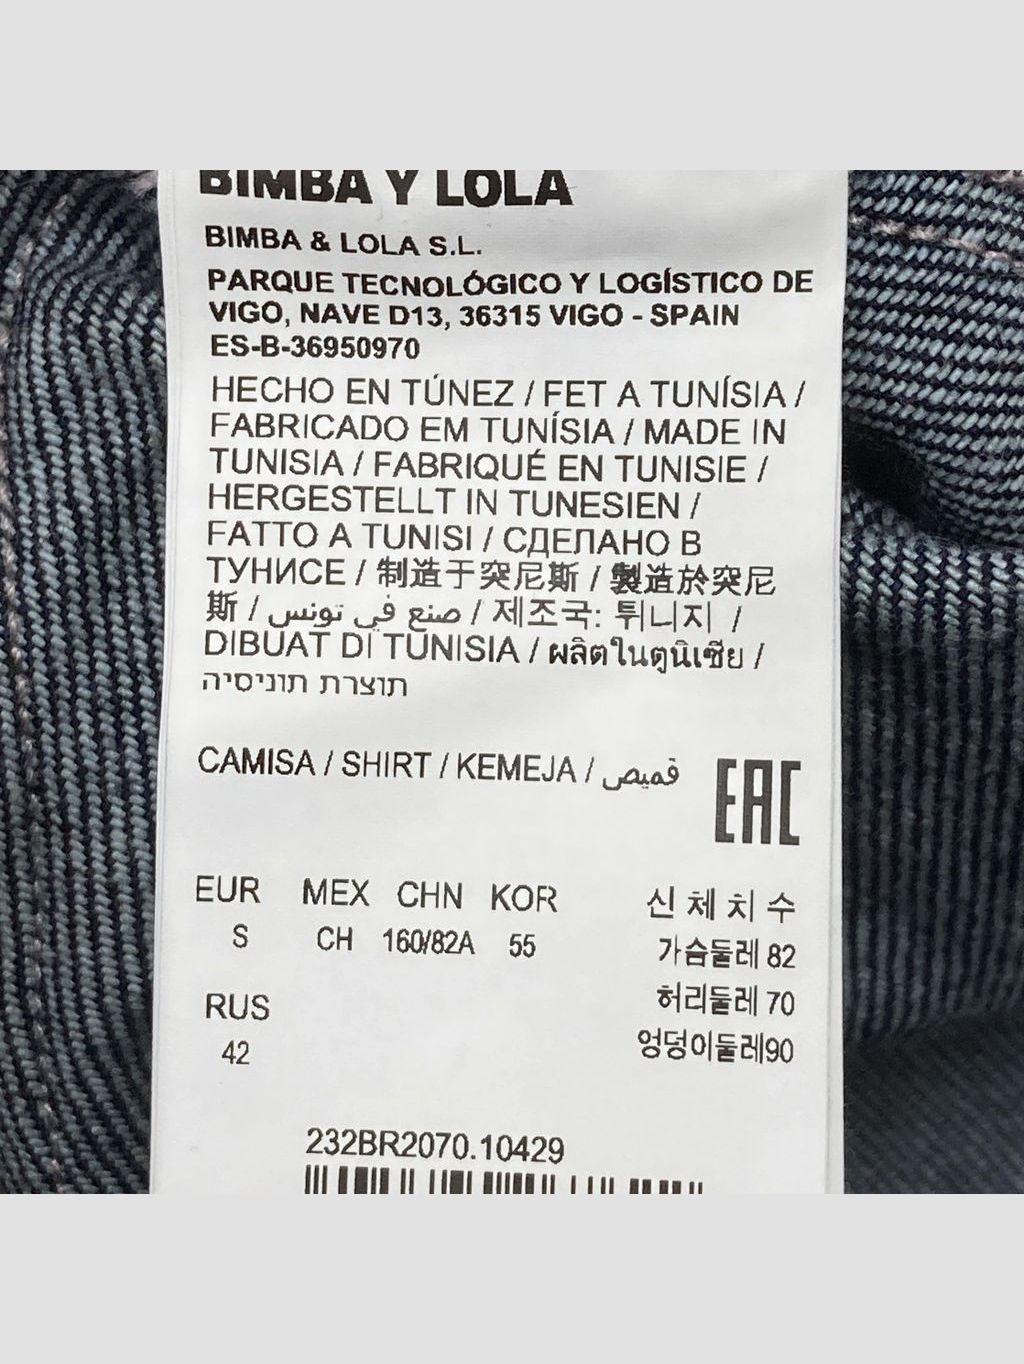 BIMBA Y LOLA
BIMBA & LOLA S.L.
PARQUE TECNOLÓGICO Y LOGÍSTICO DE
VIGO, NAVE D13, 36315 VIGO - SPAIN
ES-B-36950970
HECHO EN TÚNEZ / FET A TUNÍSIA /
FABRICADO EM TUNÍSIA / MADE IN
TUNISIA / FABRIQUÉ EN TUNISIE /
HERGESTELLT IN TUNESIEN /
FATTO A TUNISI / СДЕЛАНО В
ТУНИСЕ / 制造于突尼斯 / 製造於突尼
斯 / صنع في تونس / 제조국: 튀니지 /
DIBUAT DI TUNISIA / ผลิตในตูนิเซีย /
תוצרת תוניסיה
CAMISA / SHIRT / KEMEJA / قميص
EAC
EUR MEX CHN KOR
S CH 160/82A 55
RUS
42
신체치수
가슴둘레 82
허리둘레 70
엉덩이둘레90
232BR2070.10429